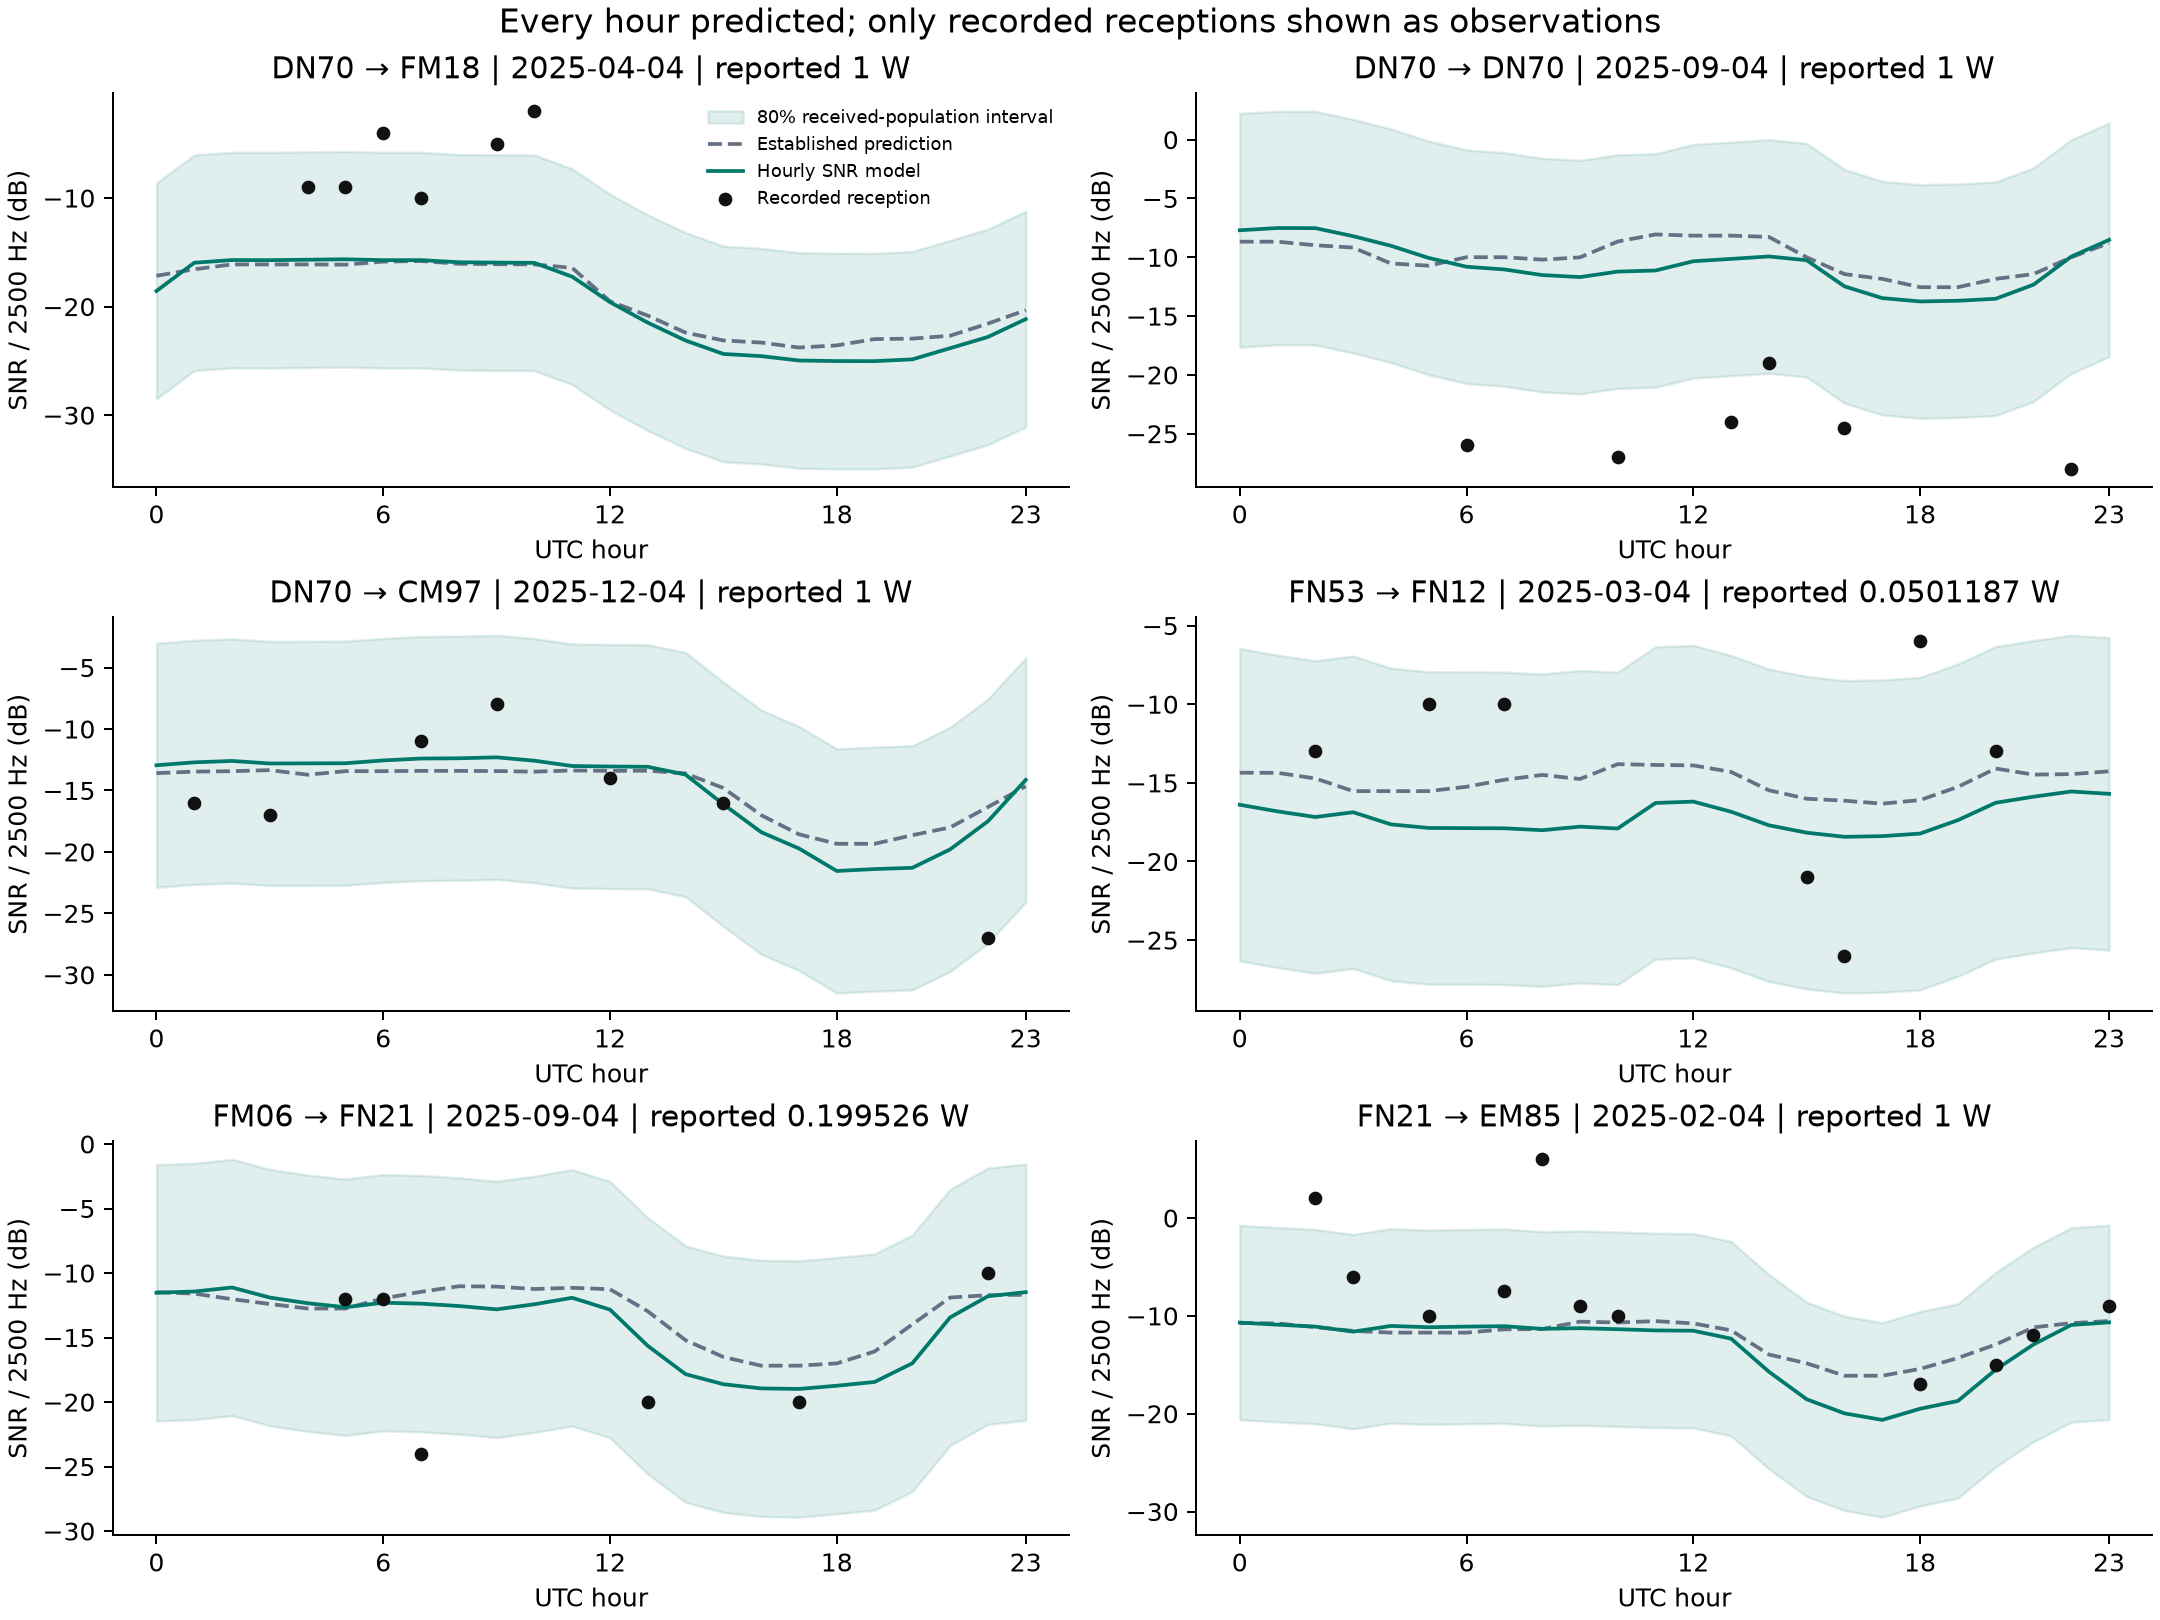 Every hour predicted; only recorded receptions shown as observations
DN70 → FM18 | 2025-04-04 | reported 1 W
80% received-population interval
Established prediction
Hourly SNR model
Recorded reception
SNR / 2500 Hz (dB)
−10
−20
−30
0 6 12 18 23
UTC hour
DN70 → DN70 | 2025-09-04 | reported 1 W
SNR / 2500 Hz (dB)
0
−5
−10
−15
−20
−25
0 6 12 18 23
UTC hour
DN70 → CM97 | 2025-12-04 | reported 1 W
SNR / 2500 Hz (dB)
−5
−10
−15
−20
−25
−30
0 6 12 18 23
UTC hour
FN53 → FN12 | 2025-03-04 | reported 0.0501187 W
SNR / 2500 Hz (dB)
−5
−10
−15
−20
−25
0 6 12 18 23
UTC hour
FM06 → FN21 | 2025-09-04 | reported 0.199526 W
SNR / 2500 Hz (dB)
0
−5
−10
−15
−20
−25
−30
0 6 12 18 23
UTC hour
FN21 → EM85 | 2025-02-04 | reported 1 W
SNR / 2500 Hz (dB)
0
−10
−20
−30
0 6 12 18 23
UTC hour